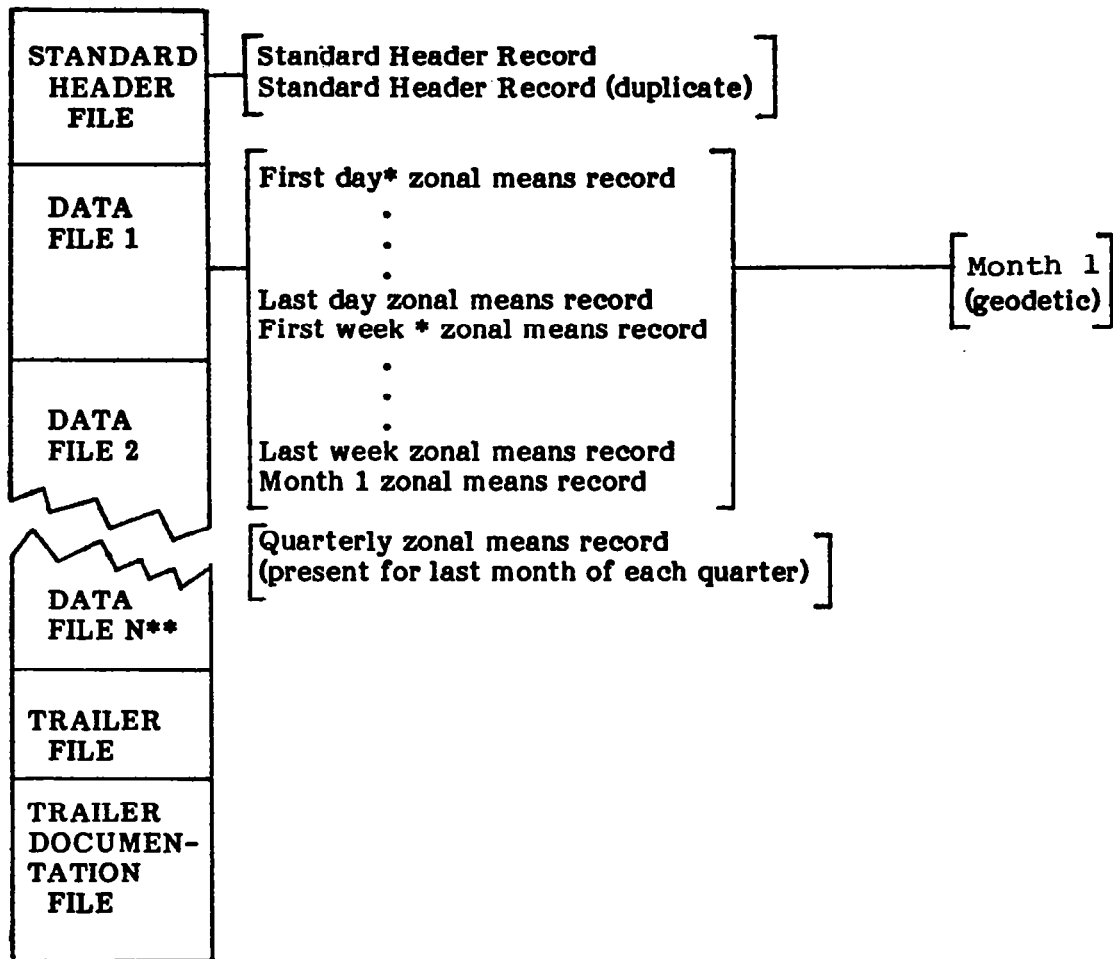 STANDARD
HEADER
FILE
Standard Header Record
Standard Header Record (duplicate)
DATA
FILE 1
First day* zonal means record
.
.
.
Last day zonal means record
First week * zonal means record
.
.
.
Last week zonal means record
Month 1 zonal means record
Month 1
(geodetic)
DATA
FILE 2
Quarterly zonal means record
(present for last month of each quarter)
DATA
FILE N**
TRAILER
FILE
TRAILER
DOCUMEN-
TATION
FILE